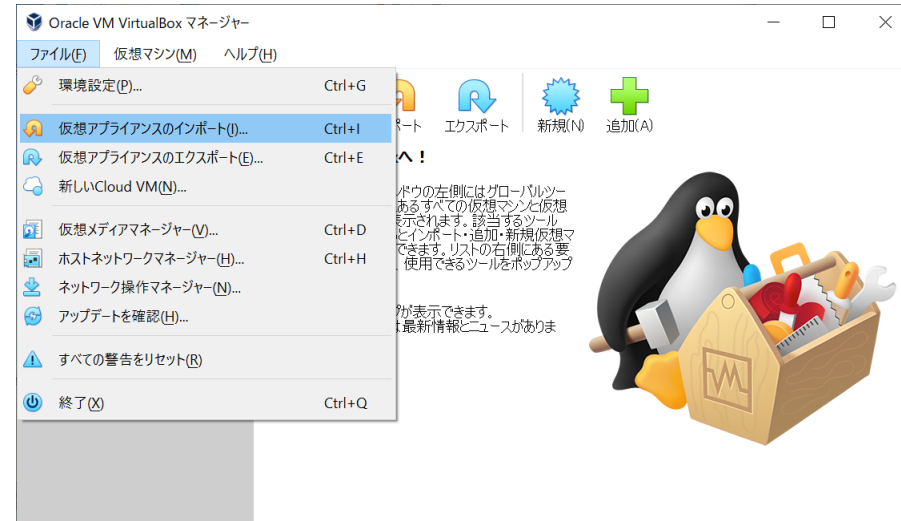 Oracle VM VirtualBox マネージャー
ファイル(F) 仮想マシン(M) ヘルプ(H)
環境設定(P)... Ctrl+G
仮想アプライアンスのインポート(I)... Ctrl+I
仮想アプライアンスのエクスポート(E)... Ctrl+E
新しいCloud VM(N)...
仮想メディアマネージャー(V)... Ctrl+D
ホストネットワークマネージャー(H)... Ctrl+H
ネットワーク操作マネージャー(N)...
アップデートを確認(H)...
すべての警告をリセット(R)
終了(X) Ctrl+Q
ポート エクスポート 新規(N) 追加(A)
へ！
ンドウの左側にはグローバルツー
あるすべての仮想マシンと仮想
表示されます。該当するツール
とインポート・追加・新規仮想マ
できます。リストの右側にある要
使用できるツールをポップアップ
プが表示できます。
は最新情報とニュースがありま